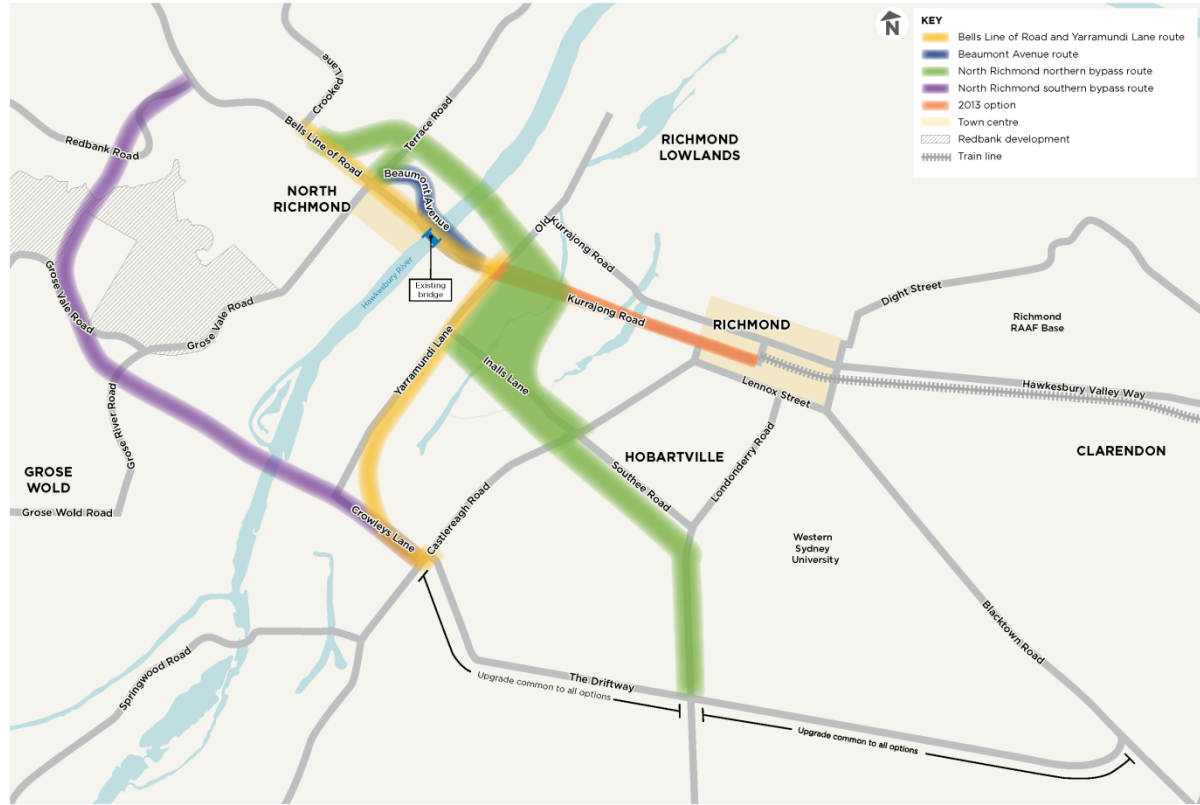 N
KEY
Bells Line of Road and Yarramundi Lane route
Beaumont Avenue route
North Richmond northern bypass route
North Richmond southern bypass route
2013 option
Town centre
Redbank development
Train line
Crooked Lane
Terrace Road
Bells Line of Road
Redbank Road
RICHMOND
LOWLANDS
Beaumont
Avenue
NORTH
RICHMOND
Old
Kurrajong Road
Hawkesbury River
Existing
bridge
Grose Vale Road
Grose Vale Road
Kurrajong Road
RICHMOND
Dight Street
Richmond
RAAF Base
Yarramundi Lane
Inalls Lane
Lennox Street
Hawkesbury Valley Way
Grose River Road
GROSE
WOLD
Grose Wold Road
HOBARTVILLE
CLARENDON
Southee Road
Londonderry Road
Castlereagh Road
Crowleys Lane
Western
Sydney
University
Blacktown Road
Springwood Road
The Driftway
Upgrade common to all options
Upgrade common to all options